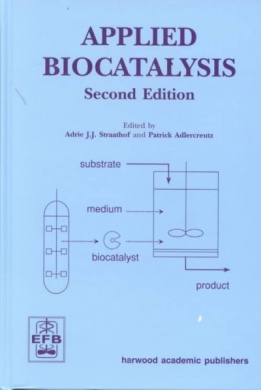 APPLIED
BIOCATALYSIS
Second Edition
Edited by
Adrie J.J. Straathof and Patrick Adlercreutz
substrate
medium
biocatalyst
product
EFB
harwood academic publishers